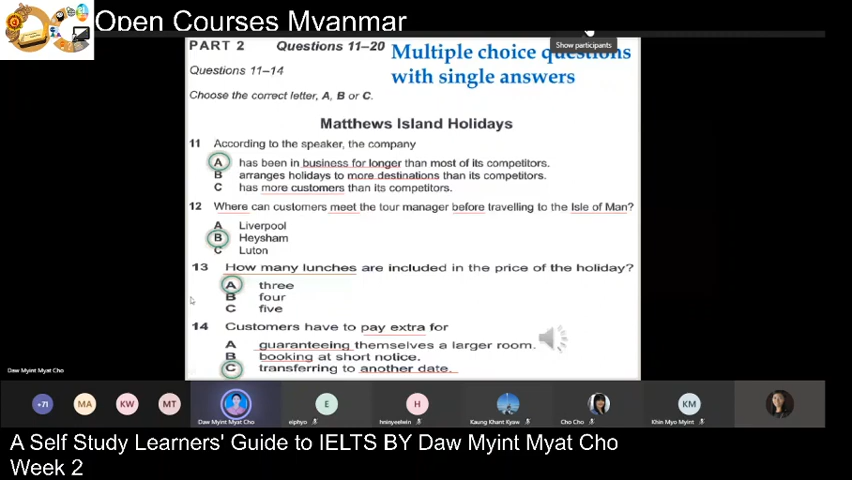 Open Courses Myanmar
Show participants
PART 2 Questions 11–20
Multiple choice questions
with single answers
Questions 11–14
Choose the correct letter, A, B or C.
Matthews Island Holidays
11 According to the speaker, the company
A has been in business for longer than most of its competitors.
B arranges holidays to more destinations than its competitors.
C has more customers than its competitors.
12 Where can customers meet the tour manager before travelling to the Isle of Man?
A Liverpool
B Heysham
C Luton
13 How many lunches are included in the price of the holiday?
A three
B four
C five
14 Customers have to pay extra for
A guaranteeing themselves a larger room.
B booking at short notice.
C transferring to another date.
Daw Myint Myat Cho
+71 MA KW MT E H KM
Daw Myint Myat Cho eiphyo hninyeelwin Kaung Khant Kyaw Cho Cho Khin Myo Myint
A Self Study Learners' Guide to IELTS BY Daw Myint Myat Cho
Week 2